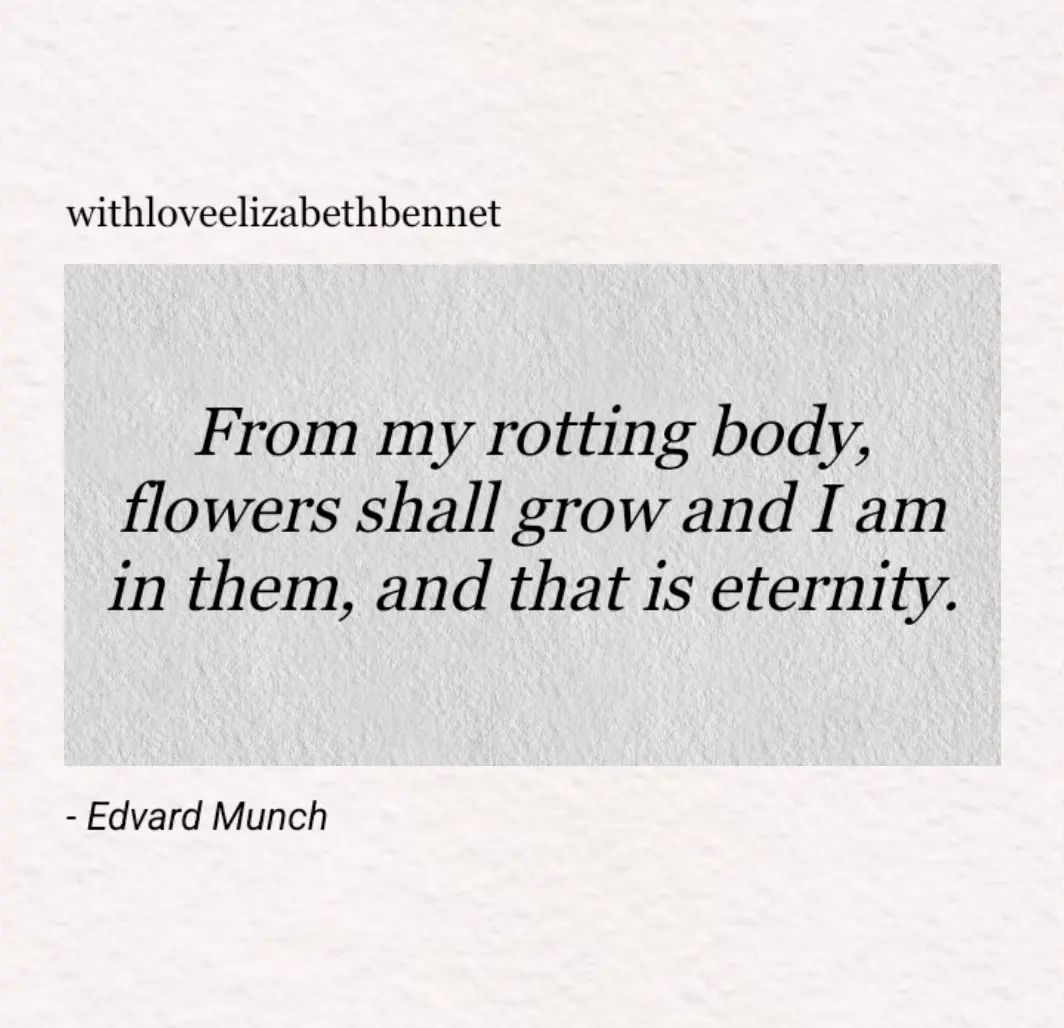 withloveelizabethbennet
From my rotting body,
flowers shall grow and I am
in them, and that is eternity.
- Edvard Munch